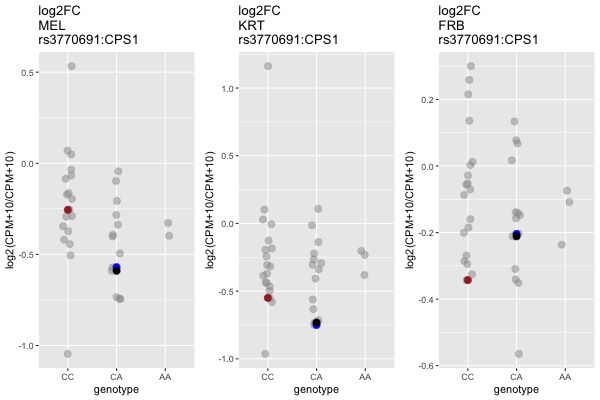 log2FC
MEL
rs3770691:CPS1
log2(CPM+10/CPM+10)
0.5
0.0
-0.5
-1.0
CC CA AA
genotype
log2FC
KRT
rs3770691:CPS1
log2(CPM+10/CPM+10)
1.0
0.5
0.0
-0.5
-1.0
CC CA AA
genotype
log2FC
FRB
rs3770691:CPS1
log2(CPM+10/CPM+10)
0.2
0.0
-0.2
-0.4
-0.6
CC CA AA
genotype